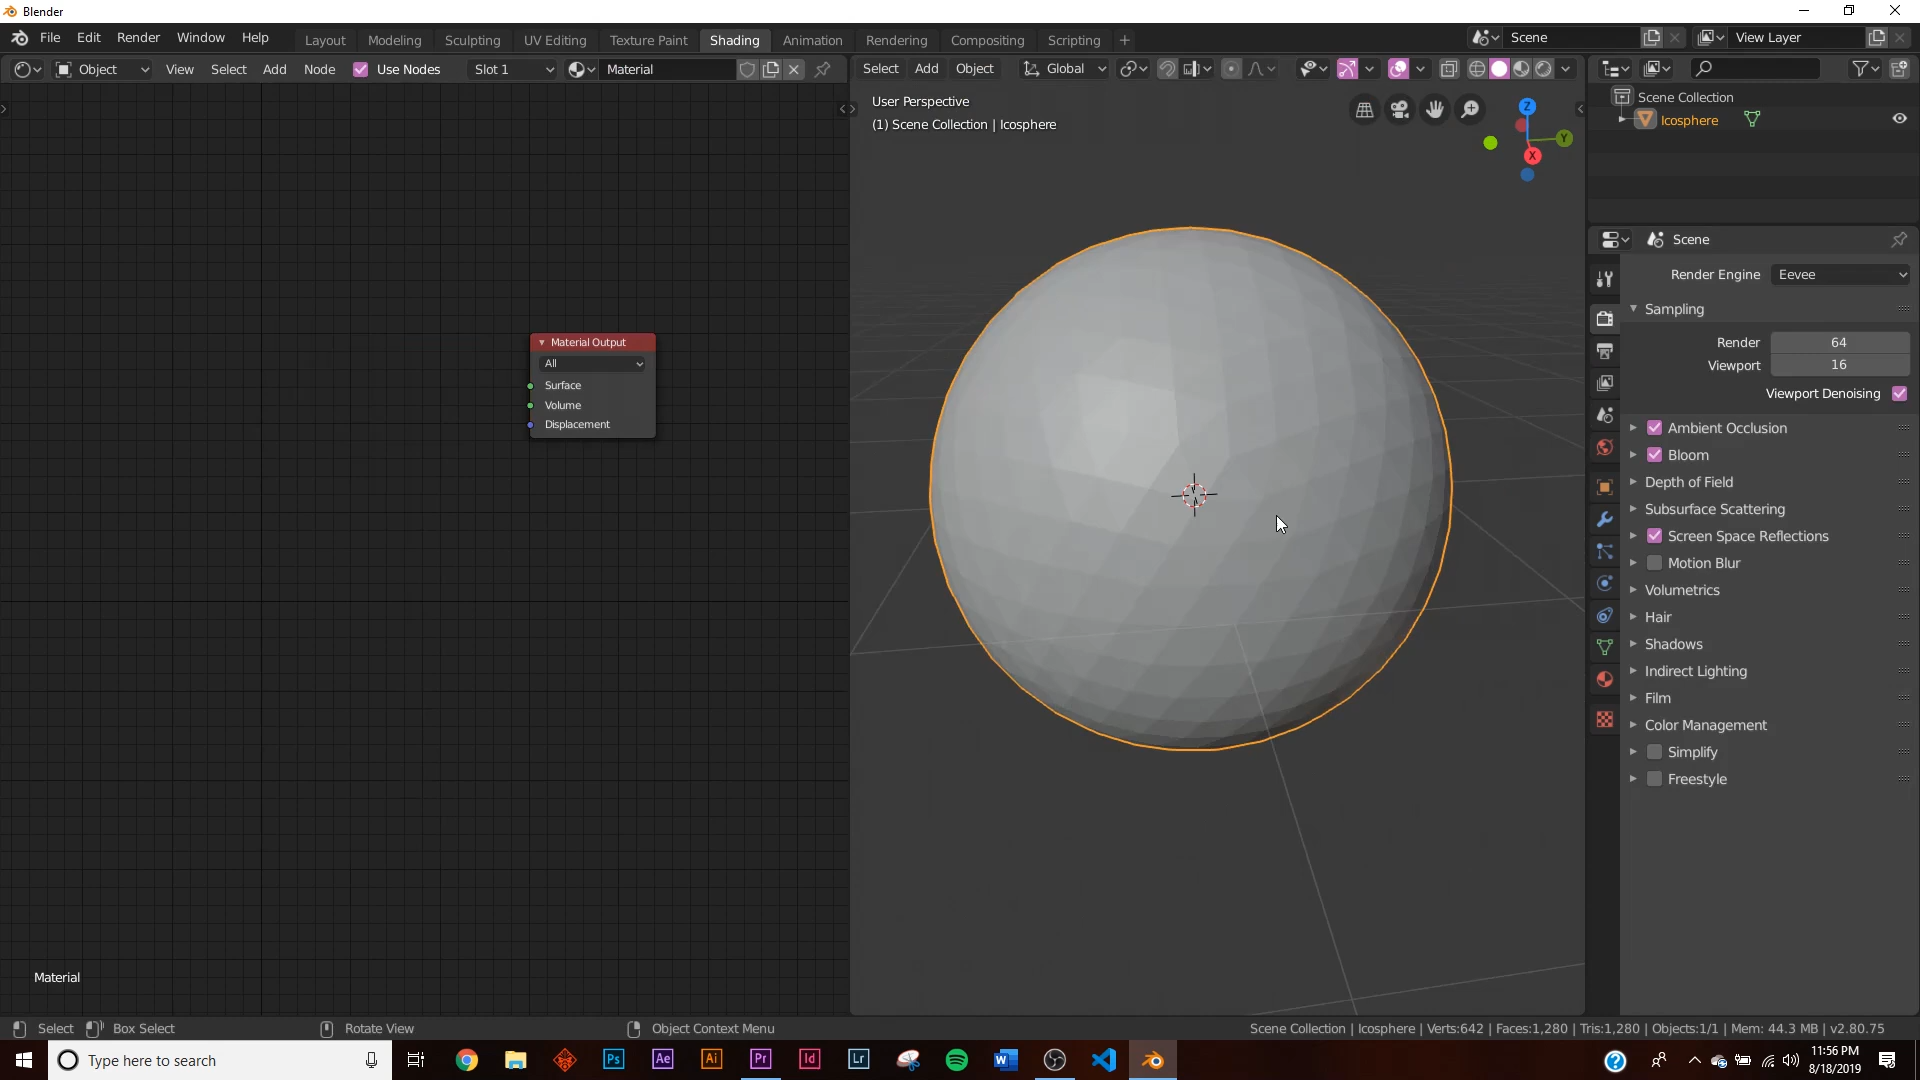 Blender
File Edit Render Window Help
Layout Modeling Sculpting UV Editing Texture Paint Shading Animation Rendering Compositing Scripting +
Scene
View Layer
Object View Select Add Node Use Nodes Slot 1 Material
Select Add Object Global
User Perspective
(1) Scene Collection | Icosphere
Z
Y
X
Scene Collection
Icosphere
Scene
Render Engine Eevee
Sampling
Render 64
Viewport 16
Viewport Denoising
Ambient Occlusion
Bloom
Depth of Field
Subsurface Scattering
Screen Space Reflections
Motion Blur
Volumetrics
Hair
Shadows
Indirect Lighting
Film
Color Management
Simplify
Freestyle
Material Output
All
Surface
Volume
Displacement
Material
Select Box Select Rotate View Object Context Menu
Scene Collection | Icosphere | Verts:642 | Faces:1,280 | Tris:1,280 | Objects:1/1 | Mem: 44.3 MB | v2.80.75
Type here to search
Ps Ae Ai Pr Id Lr W
11:56 PM
8/18/2019